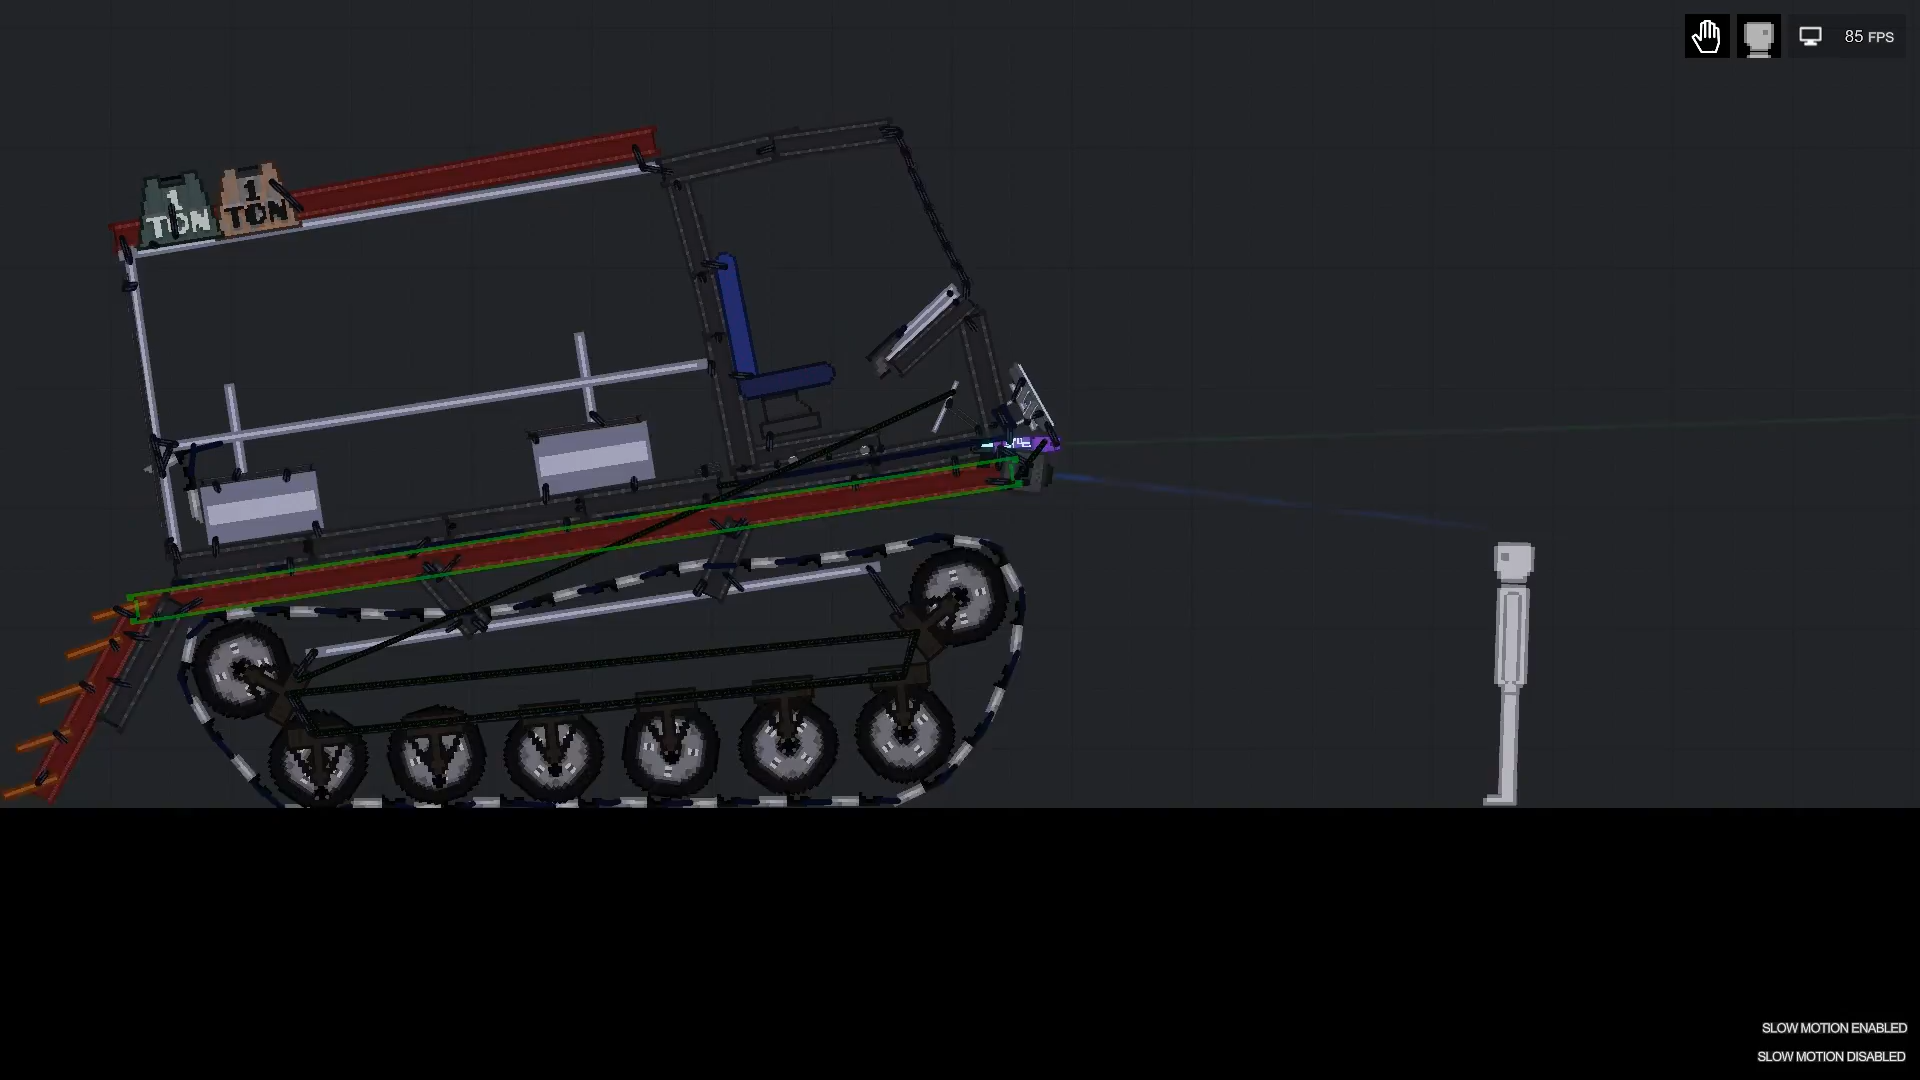 85 FPS
1
TON
1
TON
SLOW MOTION ENABLED
SLOW MOTION DISABLED